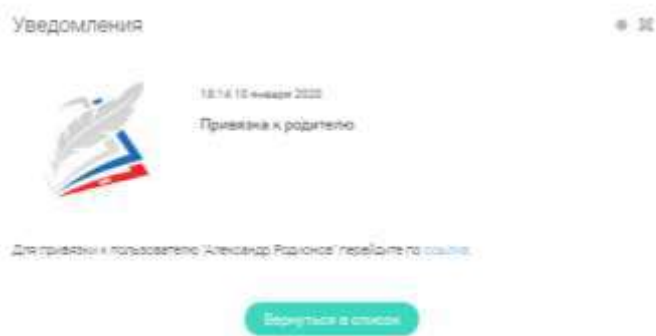 Уведомления
18:14 10 января 2020
Привязка к родителю
Для привязки к пользователю "Александр Родионов" перейдите по ссылке.
Вернуться в список